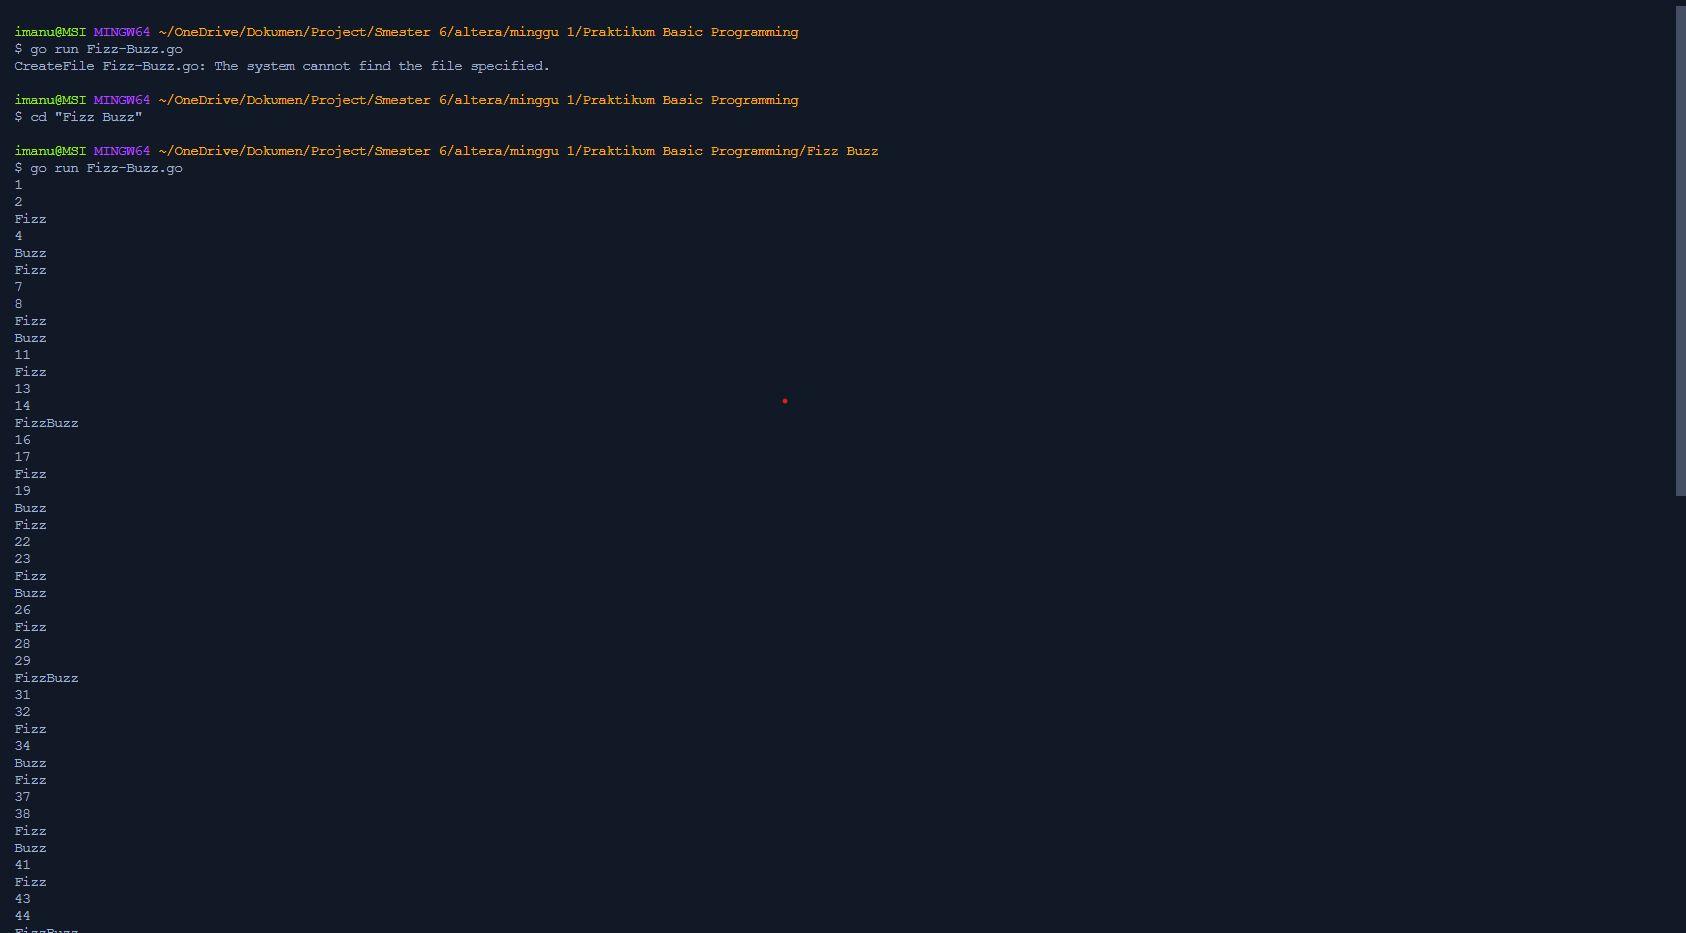 imanu@MSI MINGW64 ~/OneDrive/Dokumen/Project/Smester 6/altera/minggu 1/Praktikum Basic Programming
$ go run Fizz-Buzz.go
CreateFile Fizz-Buzz.go: The system cannot find the file specified.
imanu@MSI MINGW64 ~/OneDrive/Dokumen/Project/Smester 6/altera/minggu 1/Praktikum Basic Programming
$ cd "Fizz Buzz"
imanu@MSI MINGW64 ~/OneDrive/Dokumen/Project/Smester 6/altera/minggu 1/Praktikum Basic Programming/Fizz Buzz
$ go run Fizz-Buzz.go
1
2
Fizz
4
Buzz
Fizz
7
8
Fizz
Buzz
11
Fizz
13
14
FizzBuzz
16
17
Fizz
19
Buzz
Fizz
22
23
Fizz
Buzz
26
Fizz
28
29
FizzBuzz
31
32
Fizz
34
Buzz
Fizz
37
38
Fizz
Buzz
41
Fizz
43
44
FizzBuzz